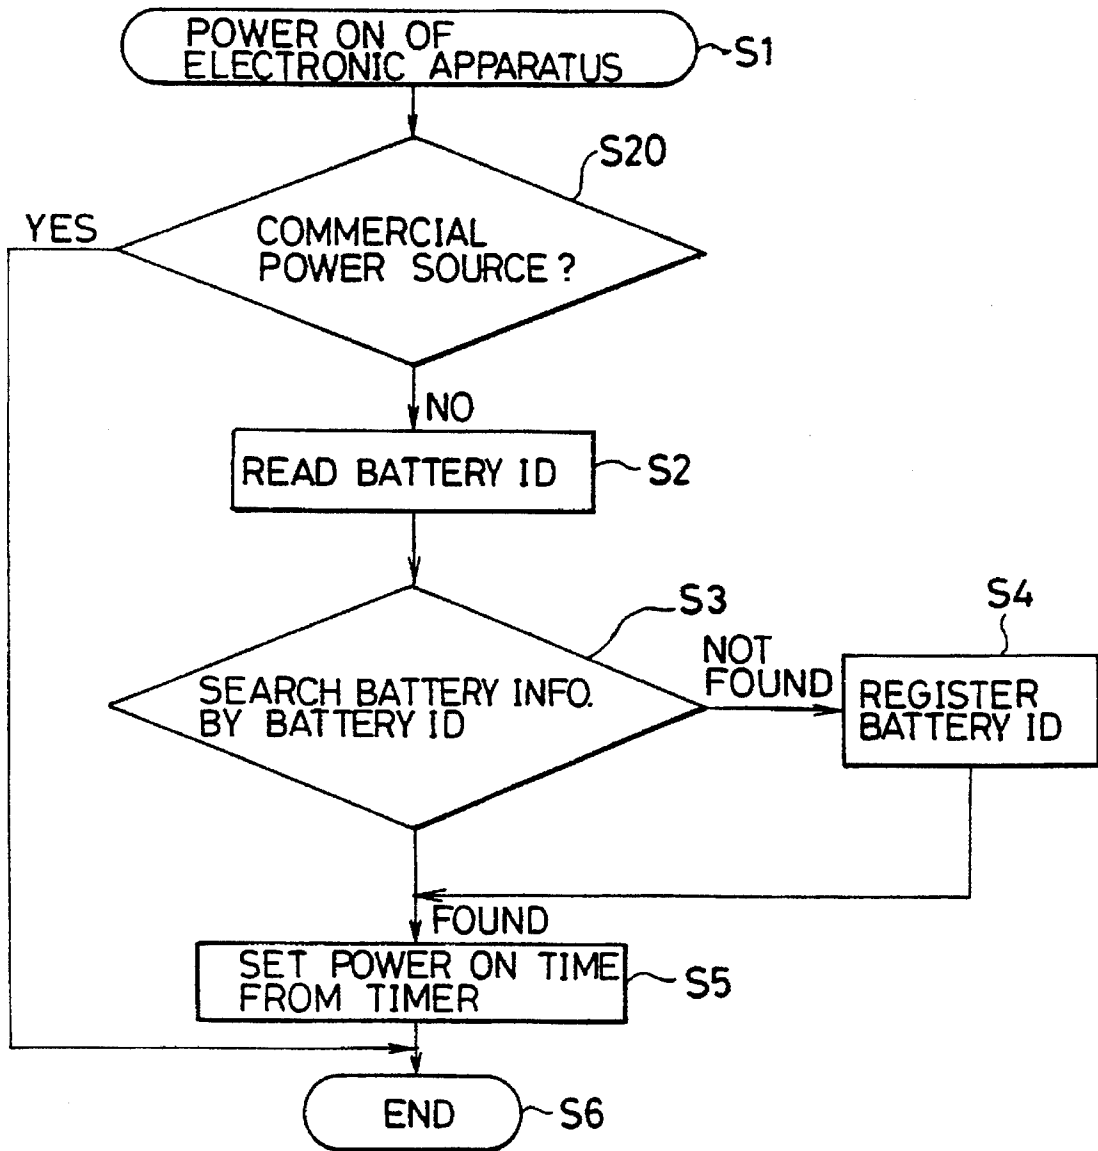 POWER ON OF
ELECTRONIC APPARATUS
S1
S20
YES
COMMERCIAL
POWER SOURCE?
NO
READ BATTERY ID
S2
S3
S4
NOT
FOUND
SEARCH BATTERY INFO.
BY BATTERY ID
REGISTER
BATTERY ID
FOUND
SET POWER ON TIME
FROM TIMER
S5
END
S6